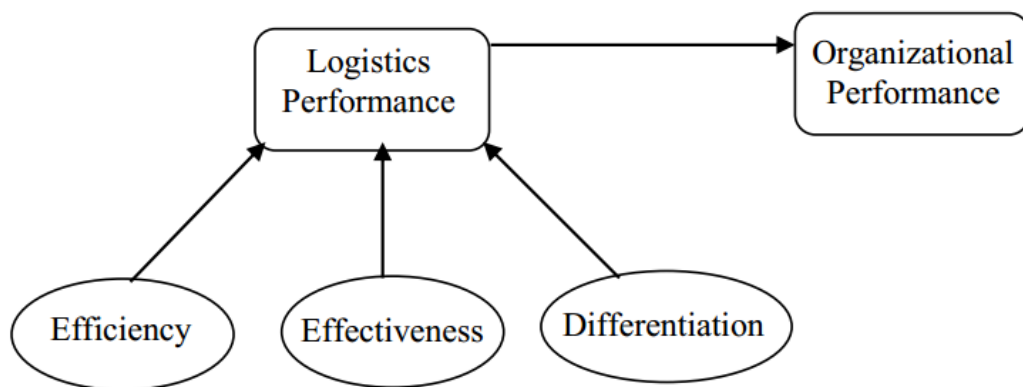 Logistics
Performance
Organizational
Performance
Efficiency
Effectiveness
Differentiation